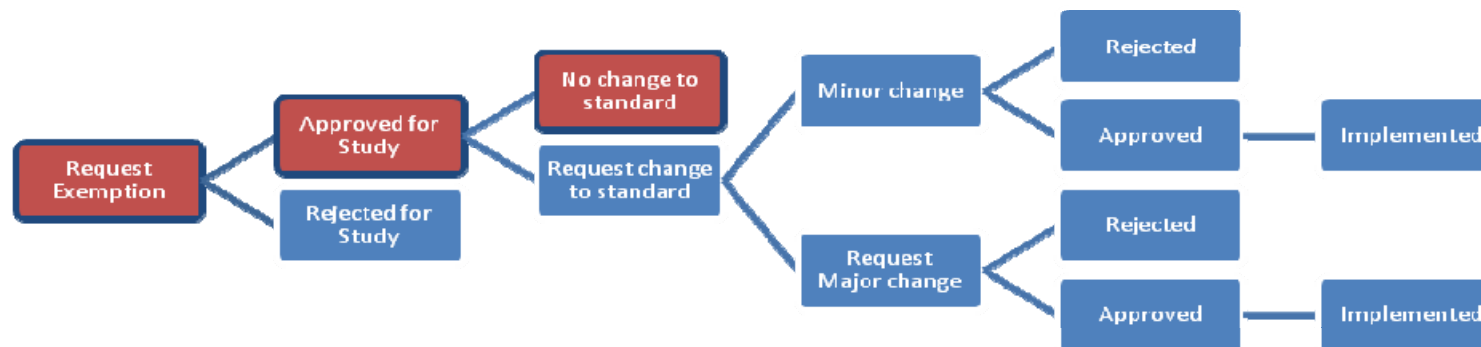 Request
Exemption
Approved for
Study
Rejected for
Study
No change to
standard
Request change
to standard
Minor change
Request
Major change
Rejected
Approved
Rejected
Approved
Implemented
Implemented